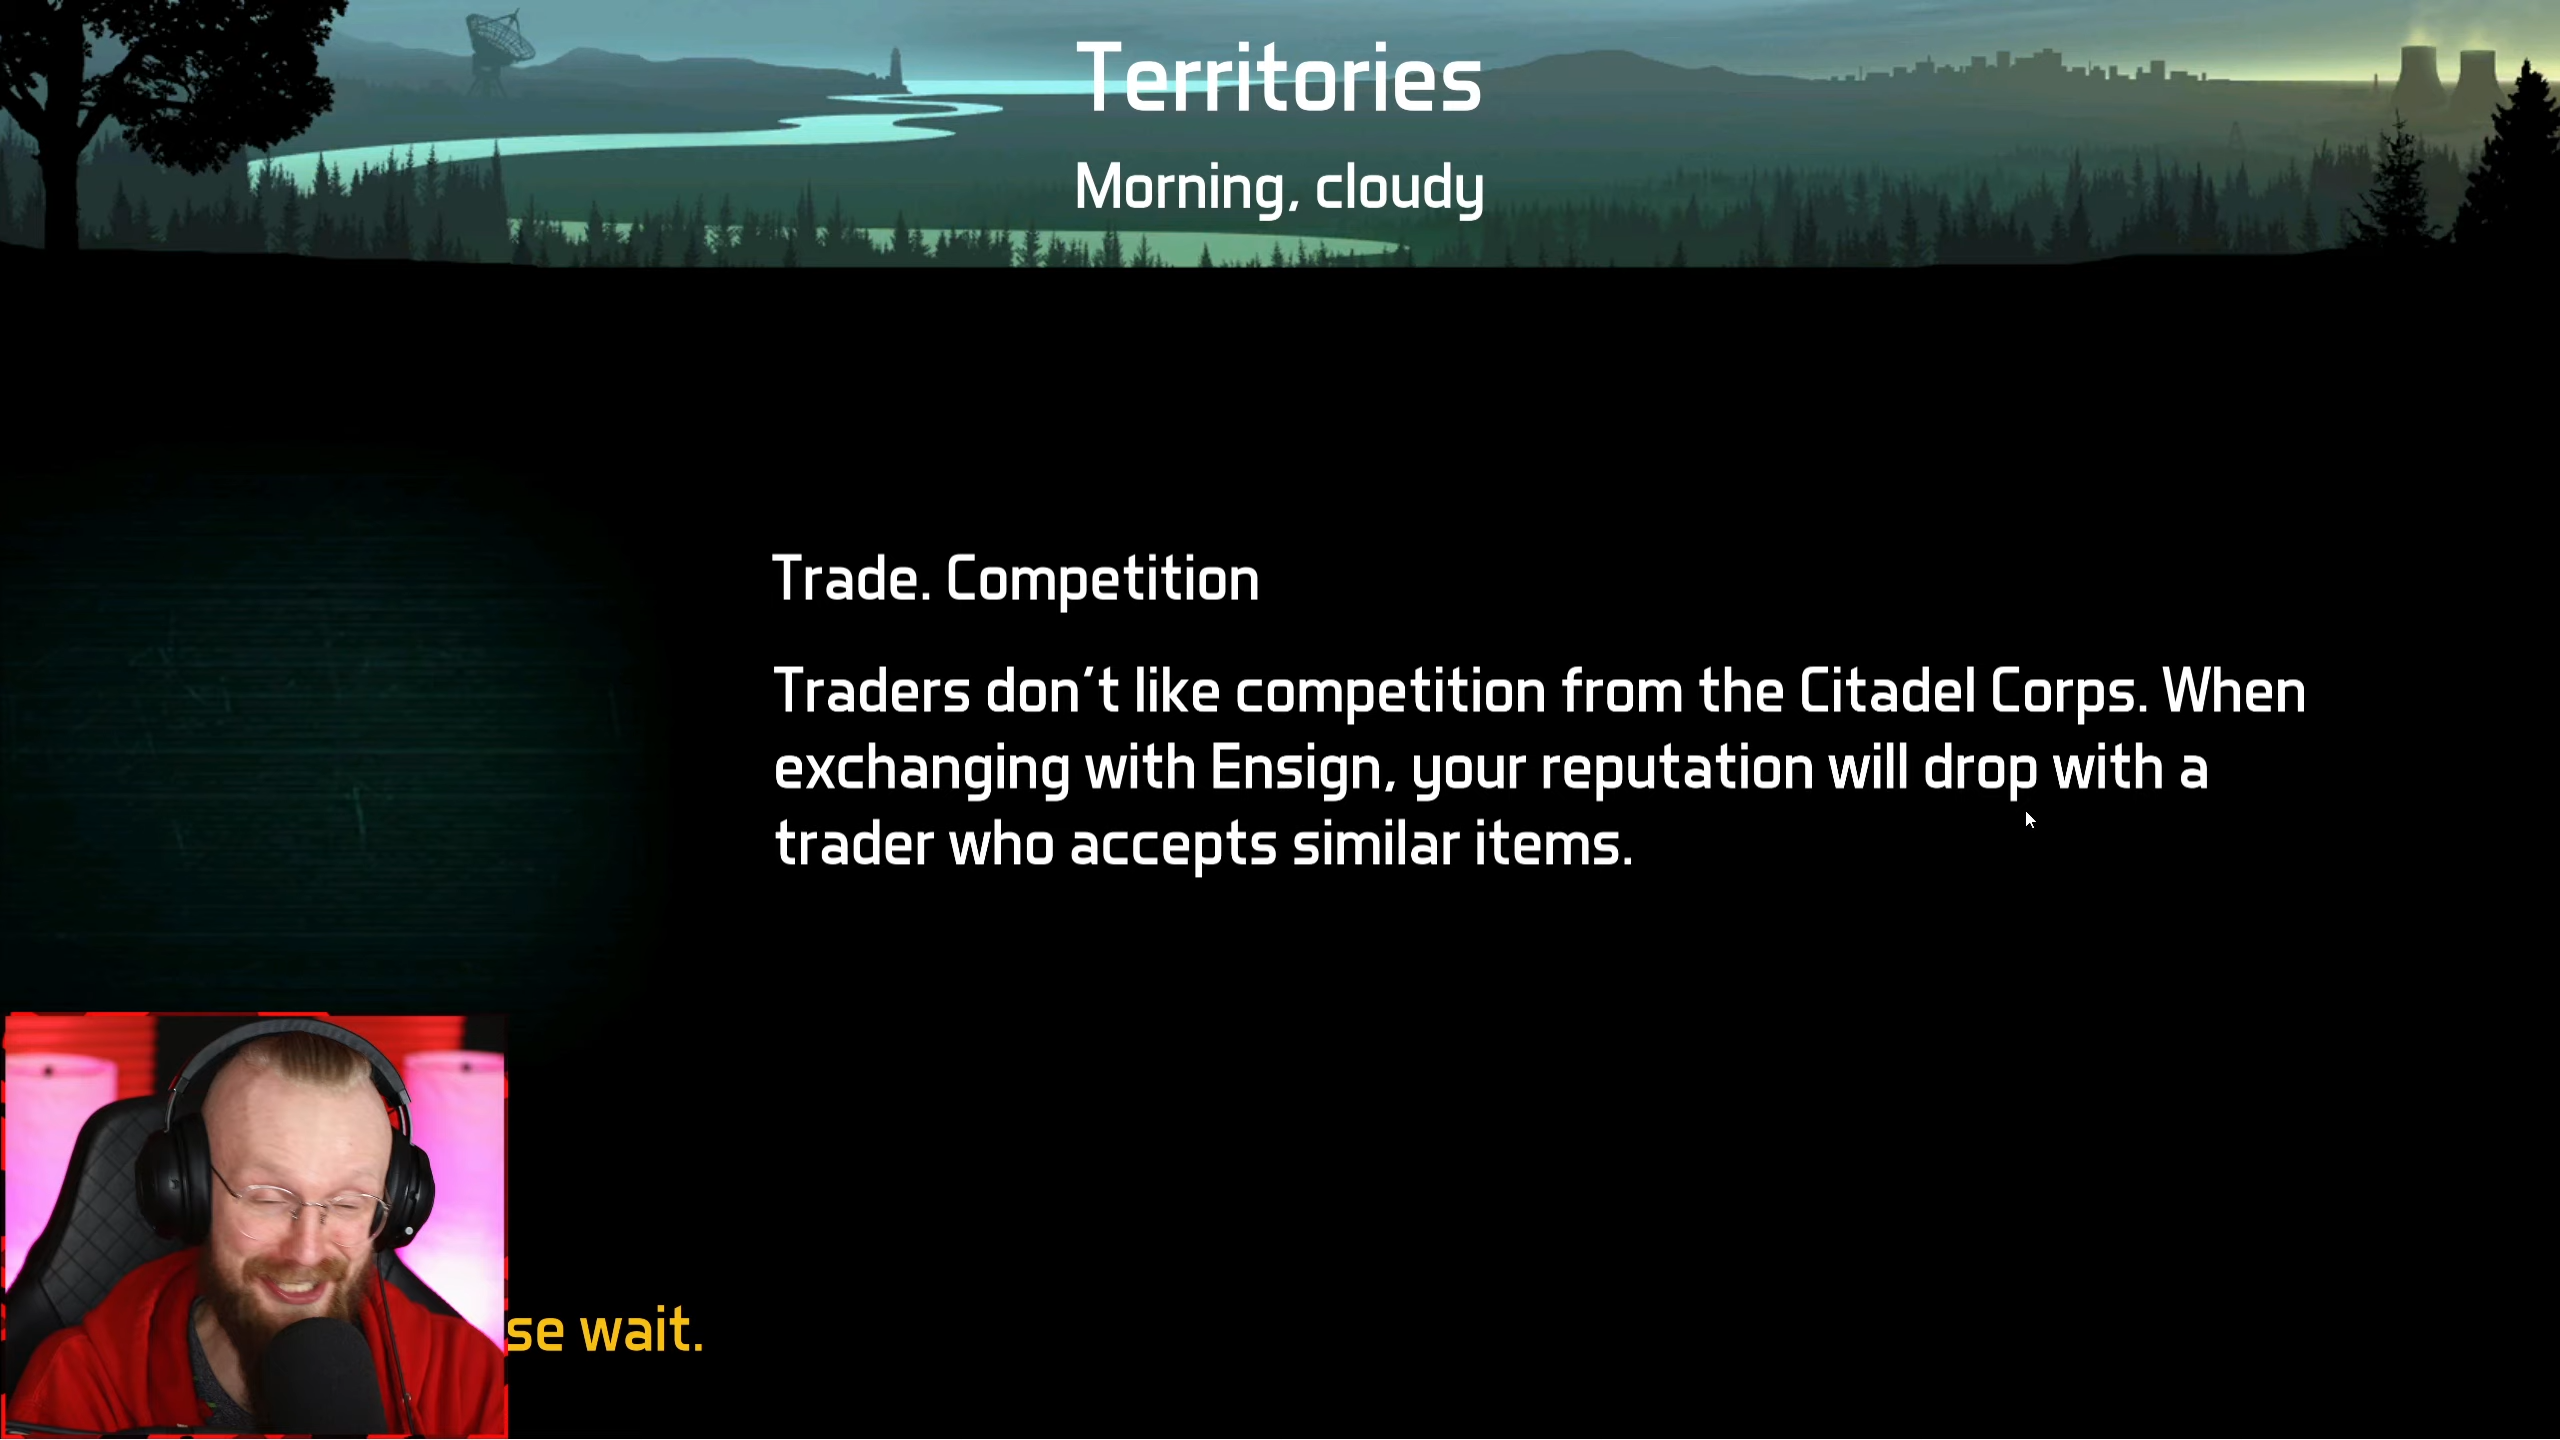 Territories
Morning, cloudy
Trade. Competition
Traders don't like competition from the Citadel Corps. When
exchanging with Ensign, your reputation will drop with a
trader who accepts similar items.
wait.